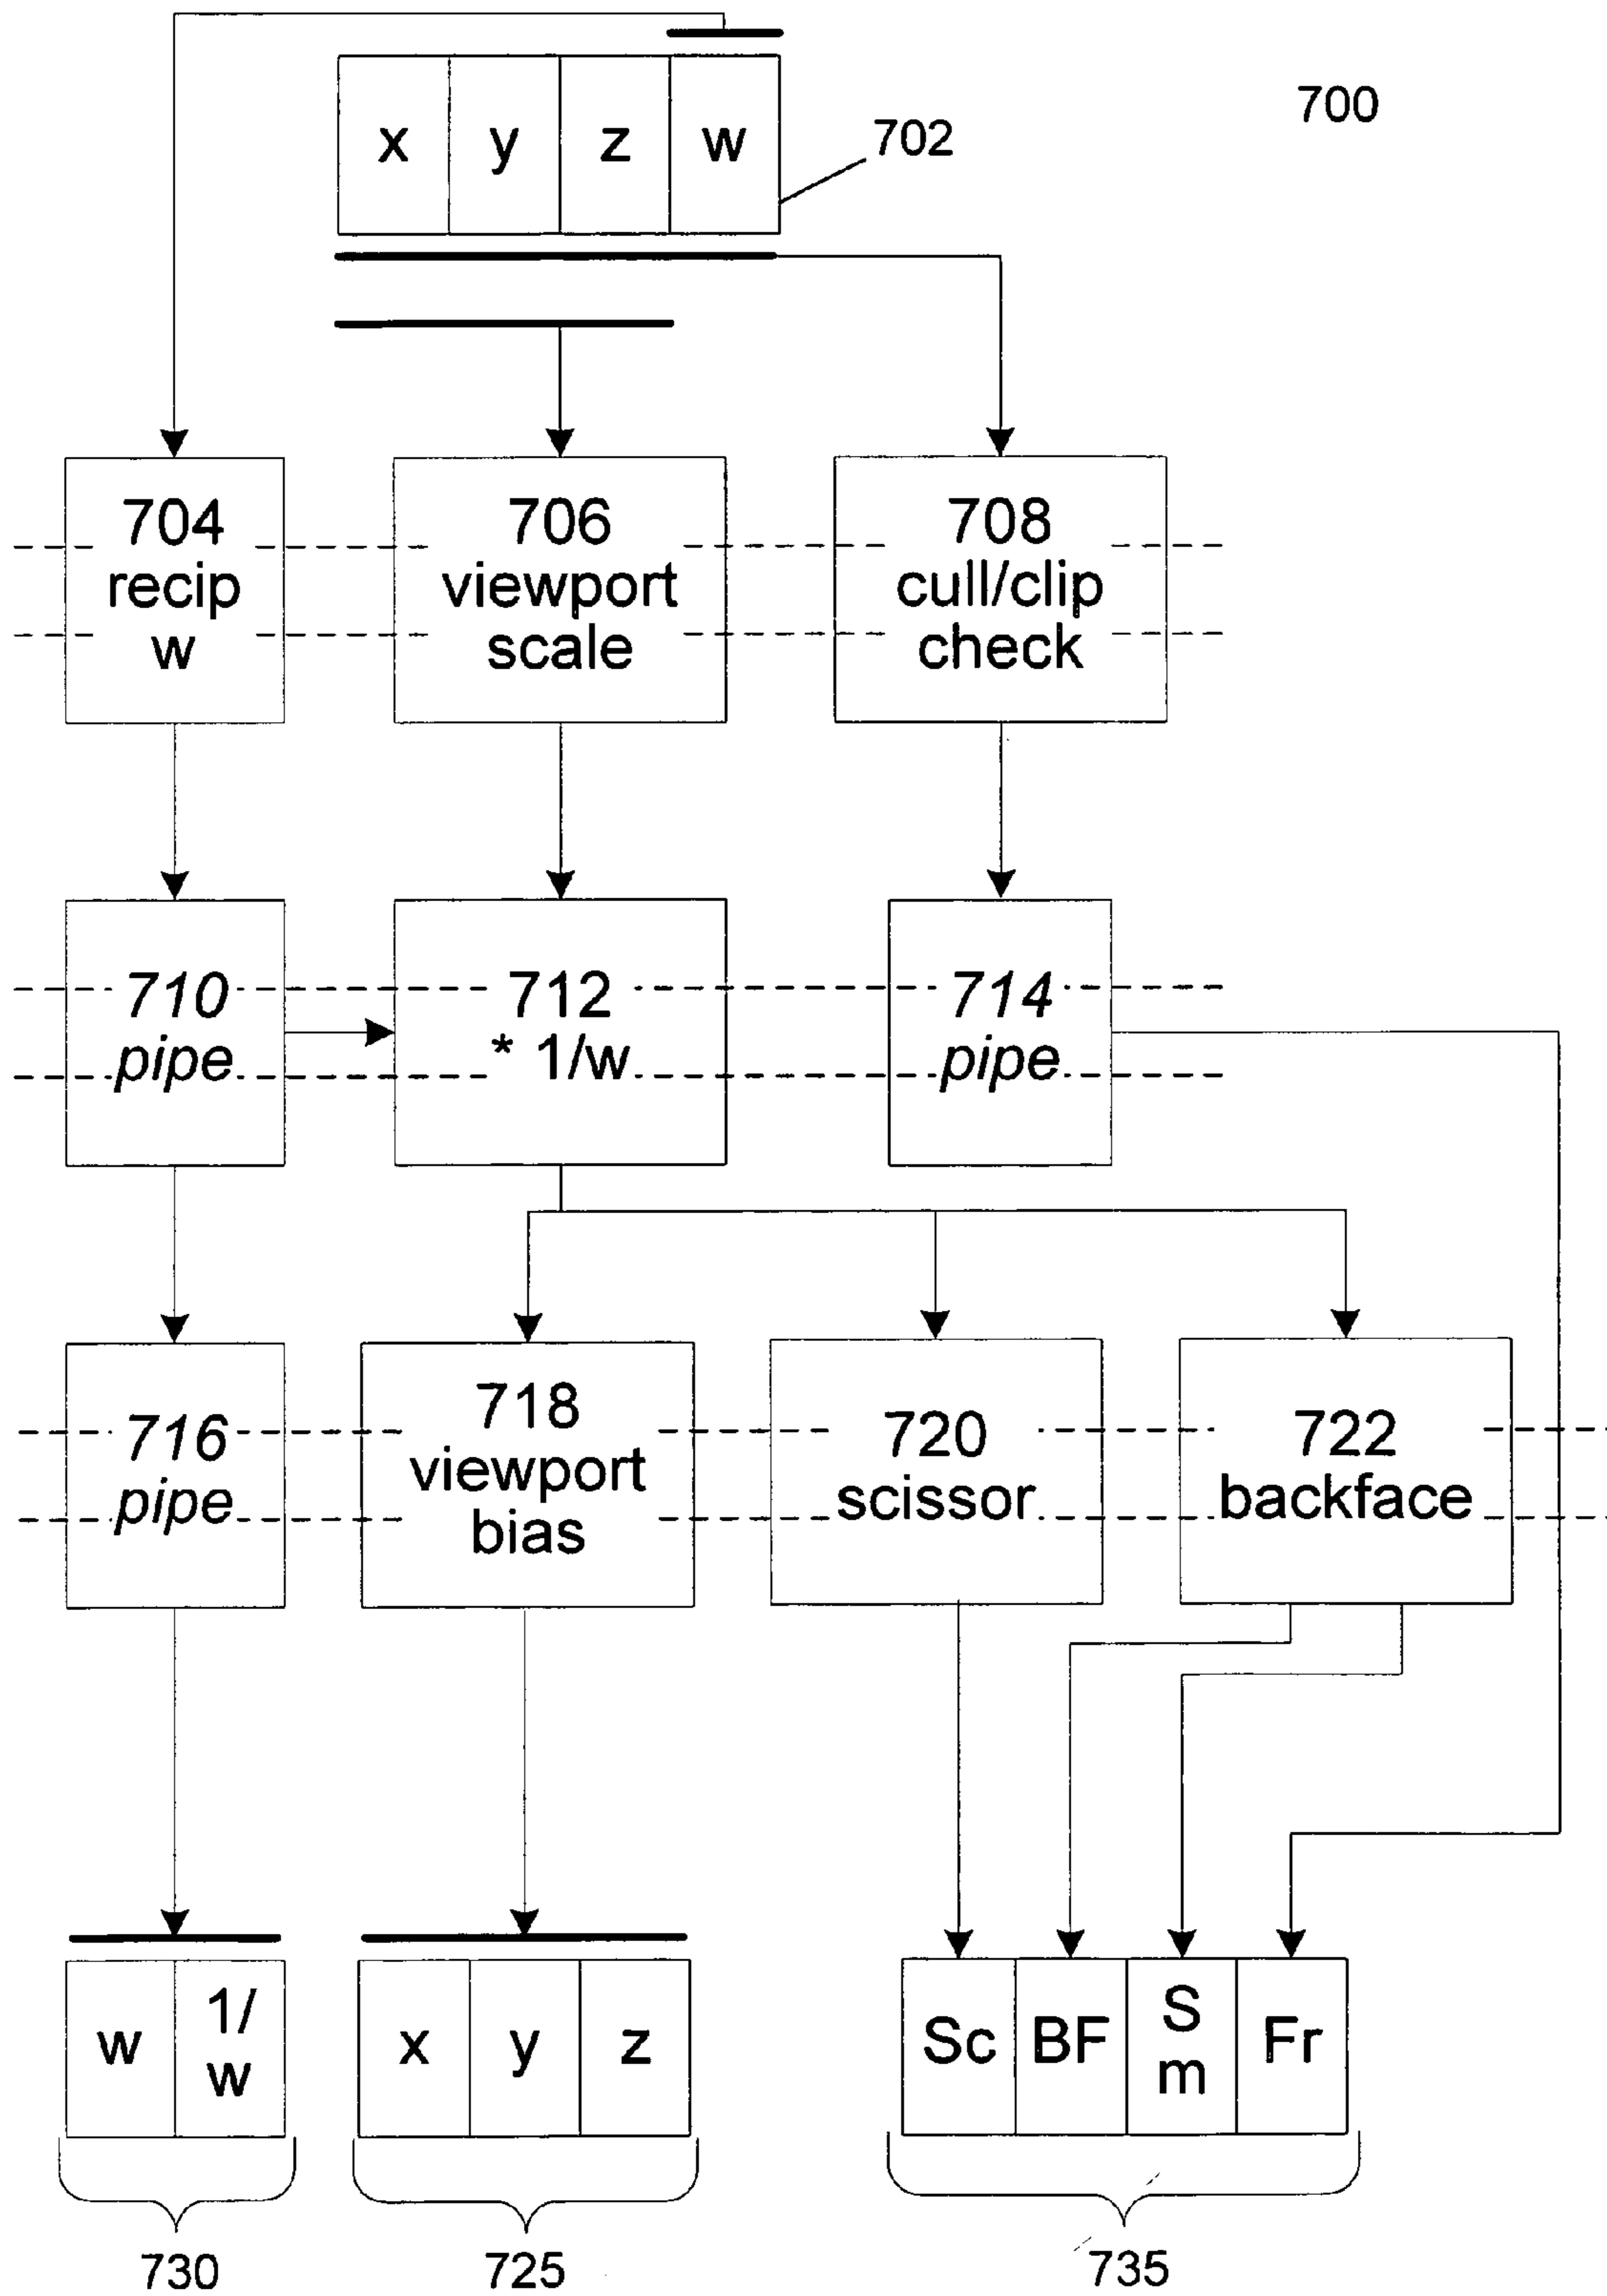 700
x y z w
702
704
recip
w
706
viewport
scale
708
cull/clip
check
710
pipe
712
* 1/w
714
pipe
716
pipe
718
viewport
bias
720
scissor
722
backface
w
1/
w
x y z
Sc
BF
S
m
Fr
730
725
735